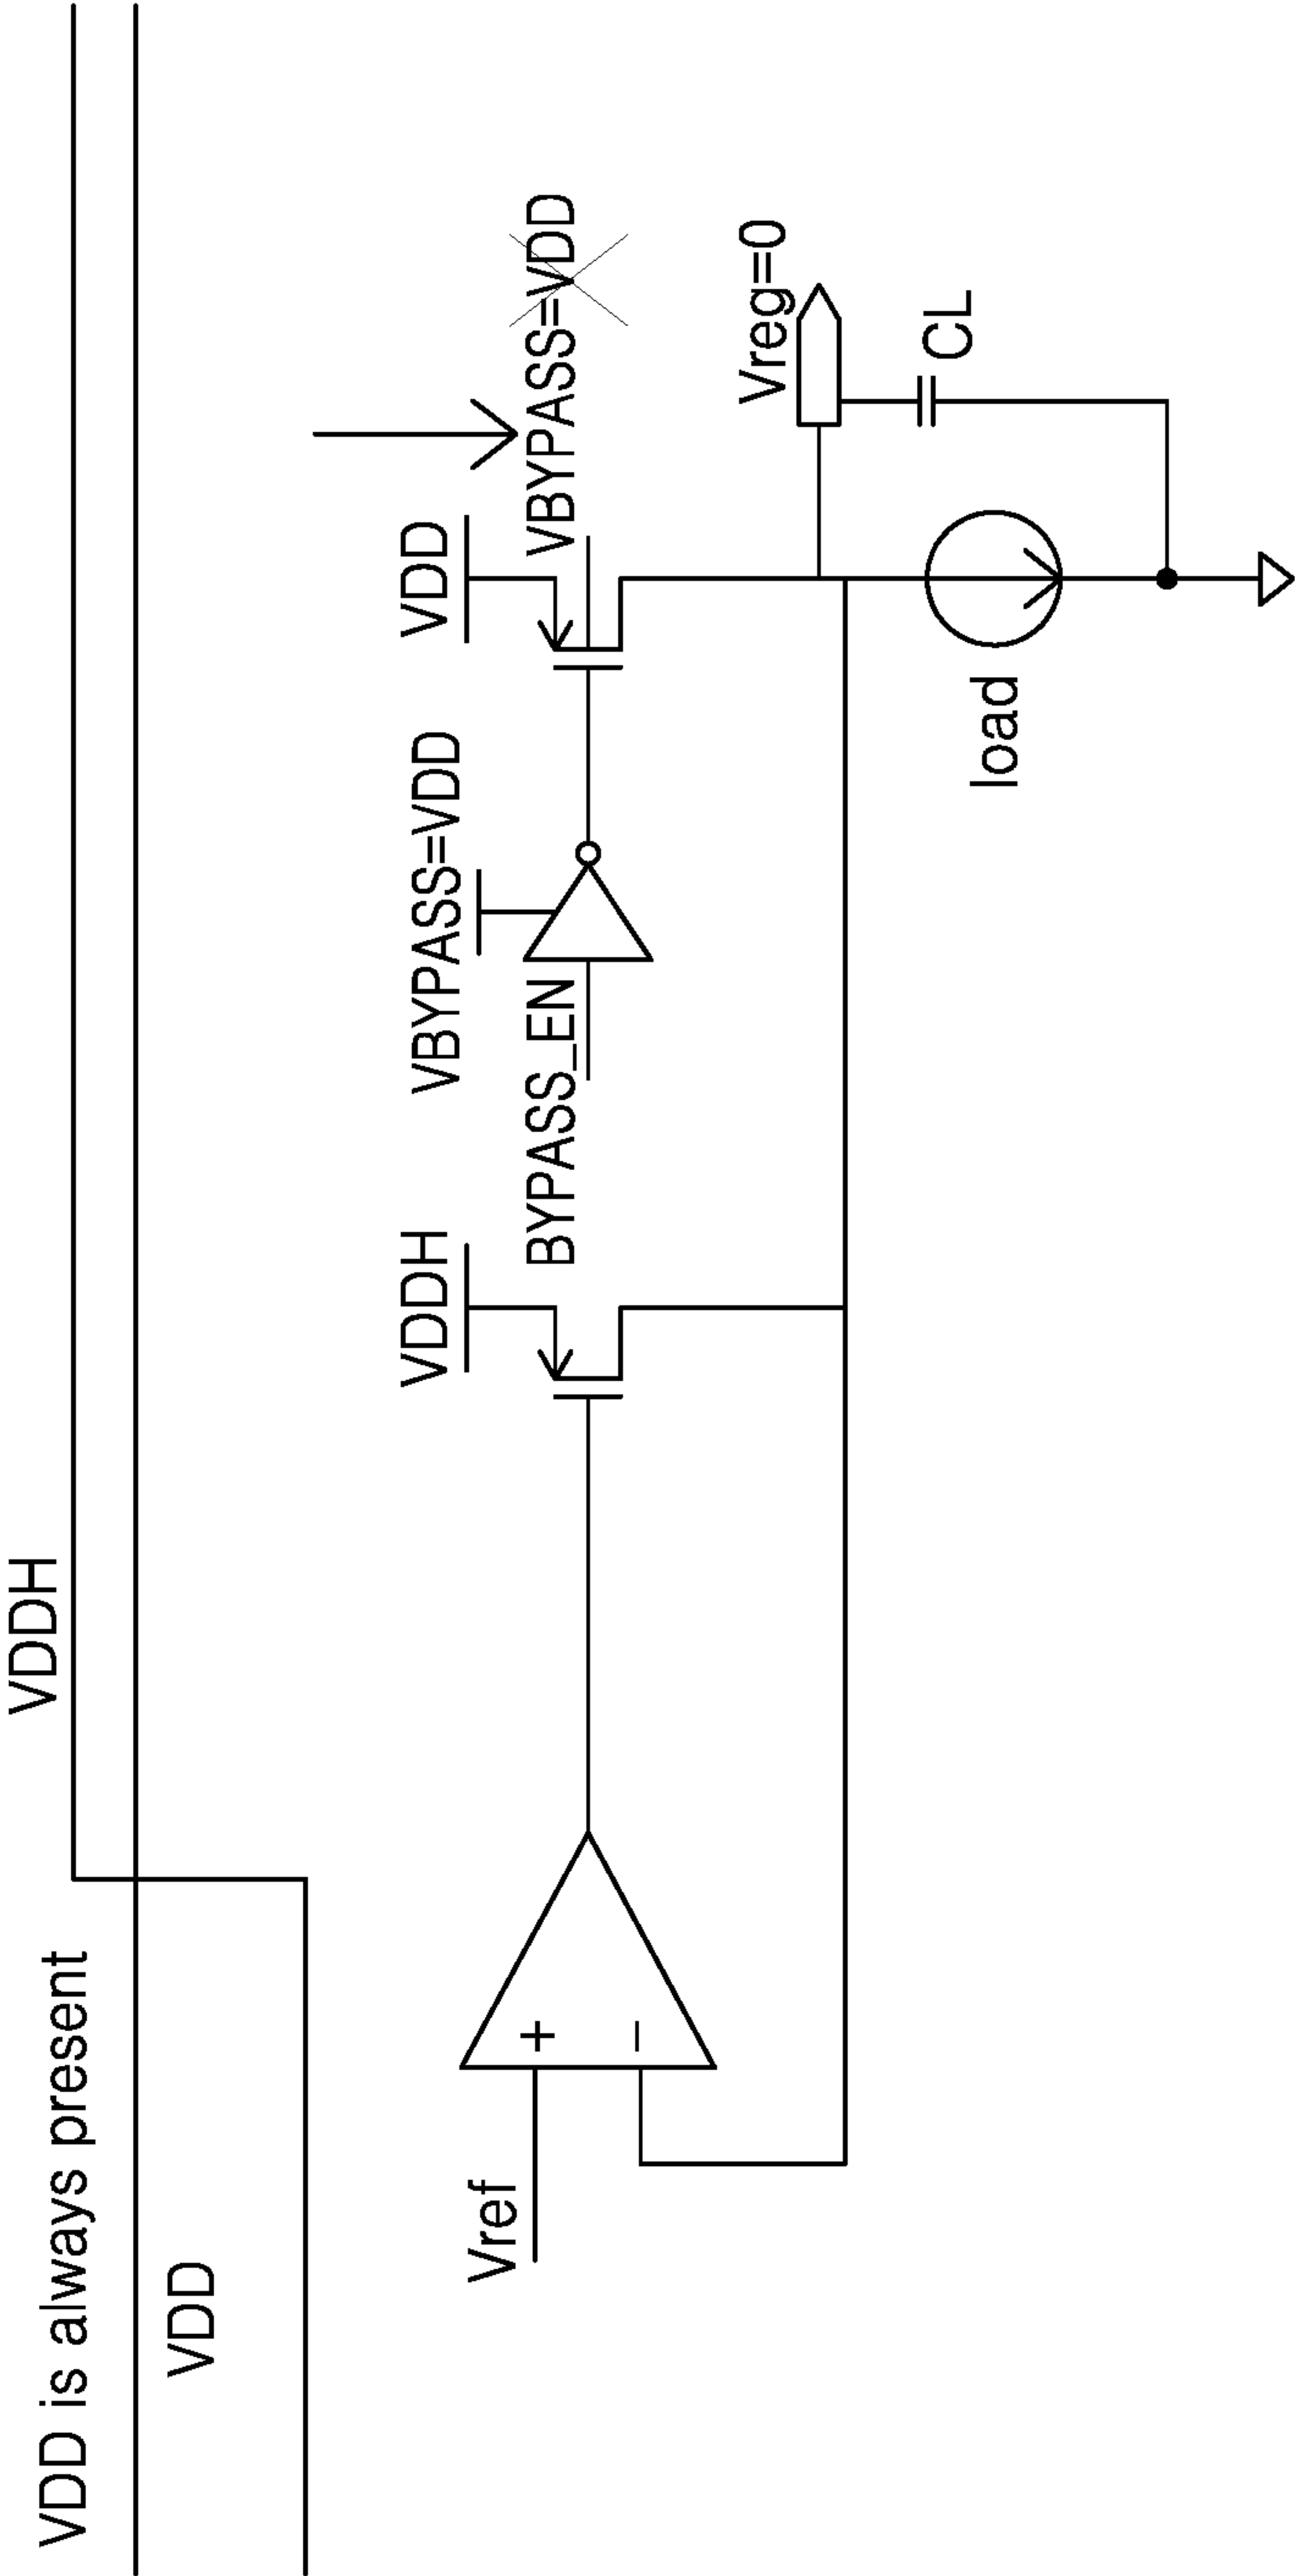 VDDH
VDD is always present
VDD
VDDH
VBYPASS=VDD
VDD
VBYPASS=VDD
BYPASS_EN
Vref
+
−
Vreg=0
CL
load